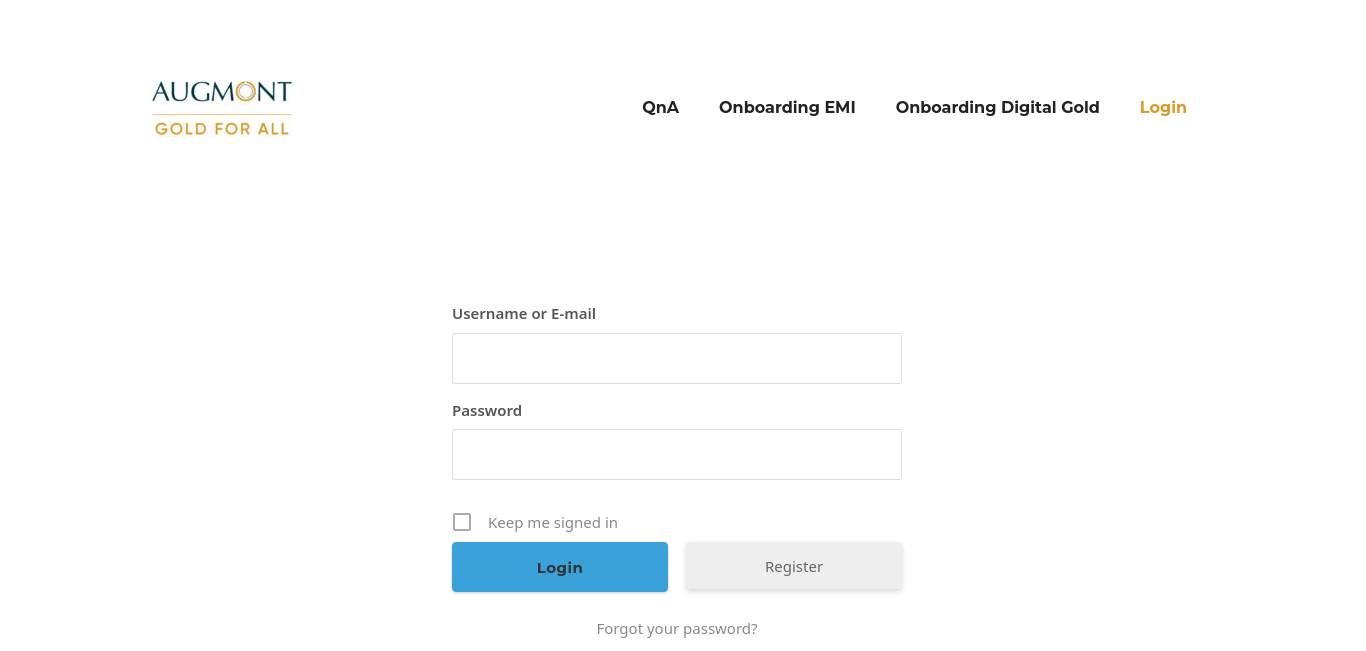 AUGMONT
GOLD FOR ALL
QnA Onboarding EMI Onboarding Digital Gold Login
Username or E-mail
Password
Keep me signed in
Login Register
Forgot your password?